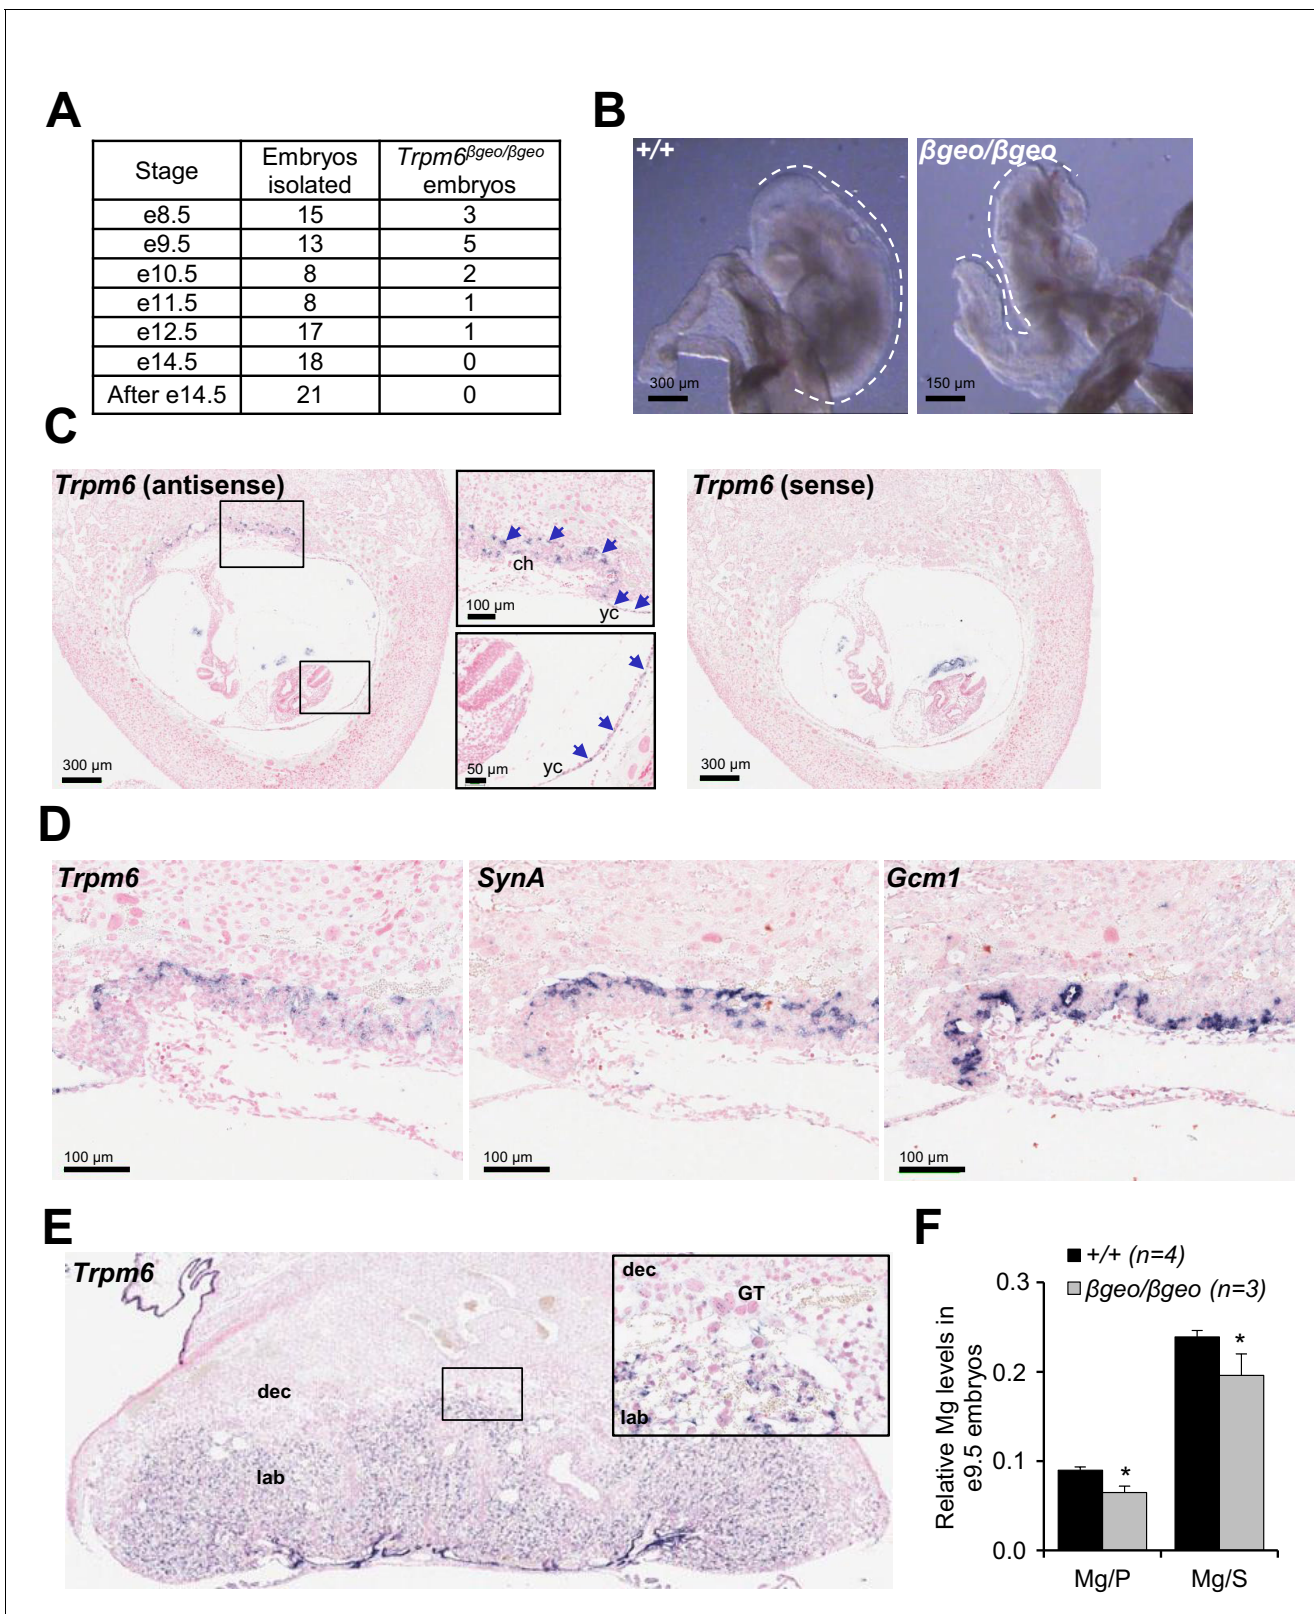 A
Stage Embryos isolated Trpm6βgeo/βgeo embryos
e8.5 15 3
e9.5 13 5
e10.5 8 2
e11.5 8 1
e12.5 17 1
e14.5 18 0
After e14.5 21 0
B
+/+
300 µm
βgeo/βgeo
150 µm
C
Trpm6 (antisense)
300 µm
ch
100 µm
yc
50 µm
yc
Trpm6 (sense)
300 µm
D
Trpm6
100 µm
SynA
100 µm
Gcm1
100 µm
E
Trpm6
dec
lab
dec
GT
lab
F
+/+ (n=4)
βgeo/βgeo (n=3)
Relative Mg levels in
e9.5 embryos
0.3
0.2
0.1
0.0
*
*
Mg/P
Mg/S